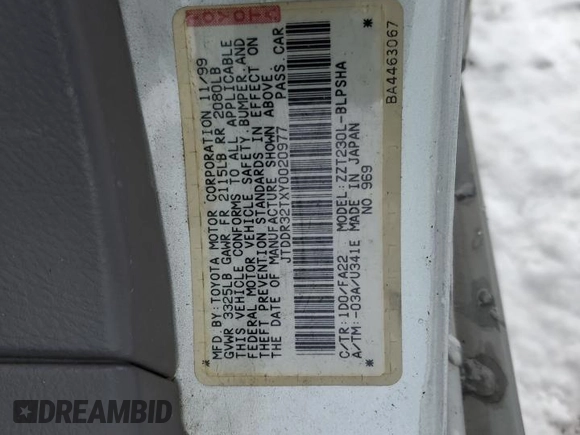 TOYOTA
MFD. BY: TOYOTA MOTOR CORPORATION 11/99
GVWR 3325LB GAWR FR 2115LB RR 2080LB
THIS VEHICLE CONFORMS TO ALL APPLICABLE
FEDERAL MOTOR VEHICLE SAFETY, BUMPER, AND
THEFT PREVENTION STANDARDS IN EFFECT ON
THE DATE OF MANUFACTURE SHOWN ABOVE.
JTDDR32TXY0020977 PASS. CAR
C/TR: 1D0/FA22 MODEL: ZZT230L-BLPSHA
A/TM: -03A/U341E MADE IN JAPAN
NO. 969
BA4463067
DREAMBID